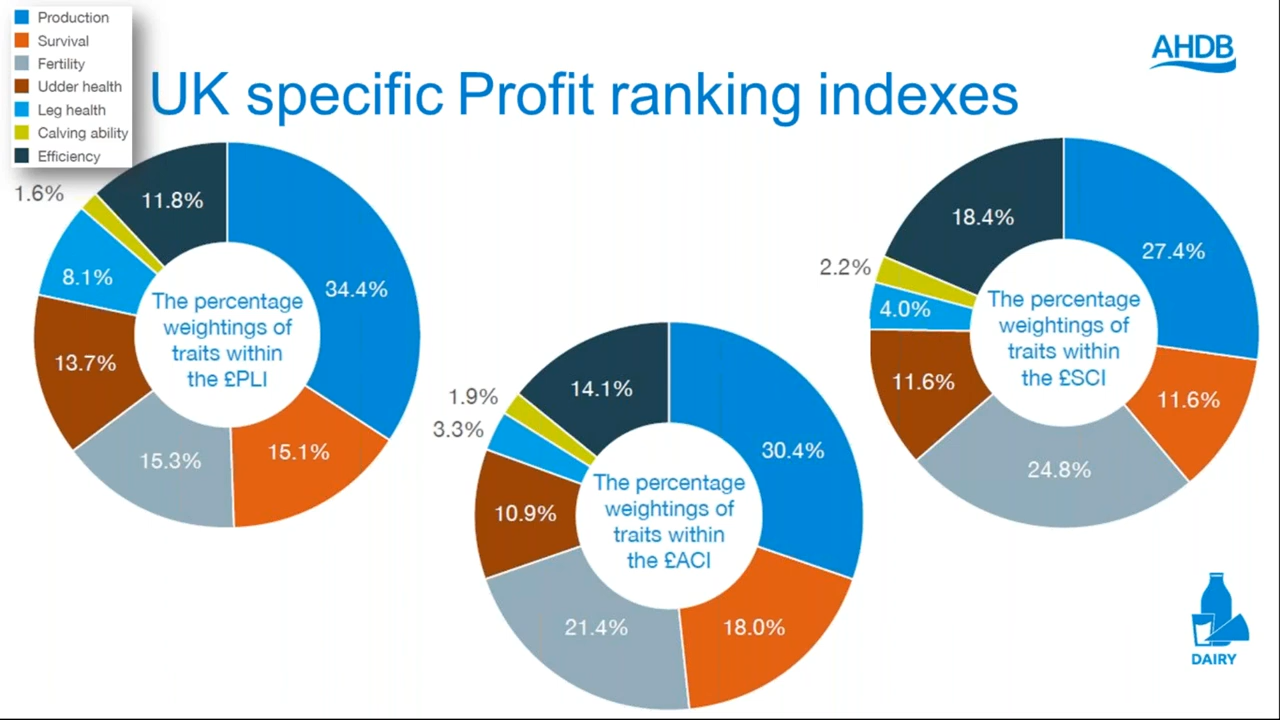 Production
Survival
Fertility
Udder health
Leg health
Calving ability
Efficiency
AHDB
UK specific Profit ranking indexes
1.6%
11.8%
8.1%
34.4%
13.7%
15.3%
15.1%
The percentage
weightings of
traits within
the £PLI
1.9%
14.1%
3.3%
30.4%
10.9%
21.4%
18.0%
The percentage
weightings of
traits within
the £ACI
18.4%
27.4%
2.2%
4.0%
11.6%
11.6%
24.8%
The percentage
weightings of
traits within
the £SCI
DAIRY